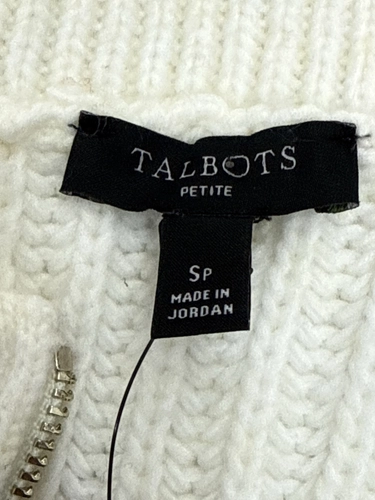 TALBOTS
PETITE
SP
MADE IN
JORDAN